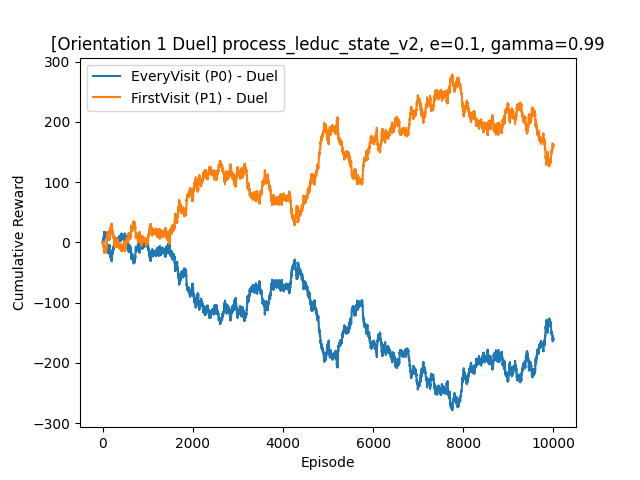 [Orientation 1 Duel] process_leduc_state_v2, e=0.1, gamma=0.99
EveryVisit (P0) - Duel
FirstVisit (P1) - Duel
300
200
100
0
−100
−200
−300
Cumulative Reward
0 2000 4000 6000 8000 10000
Episode